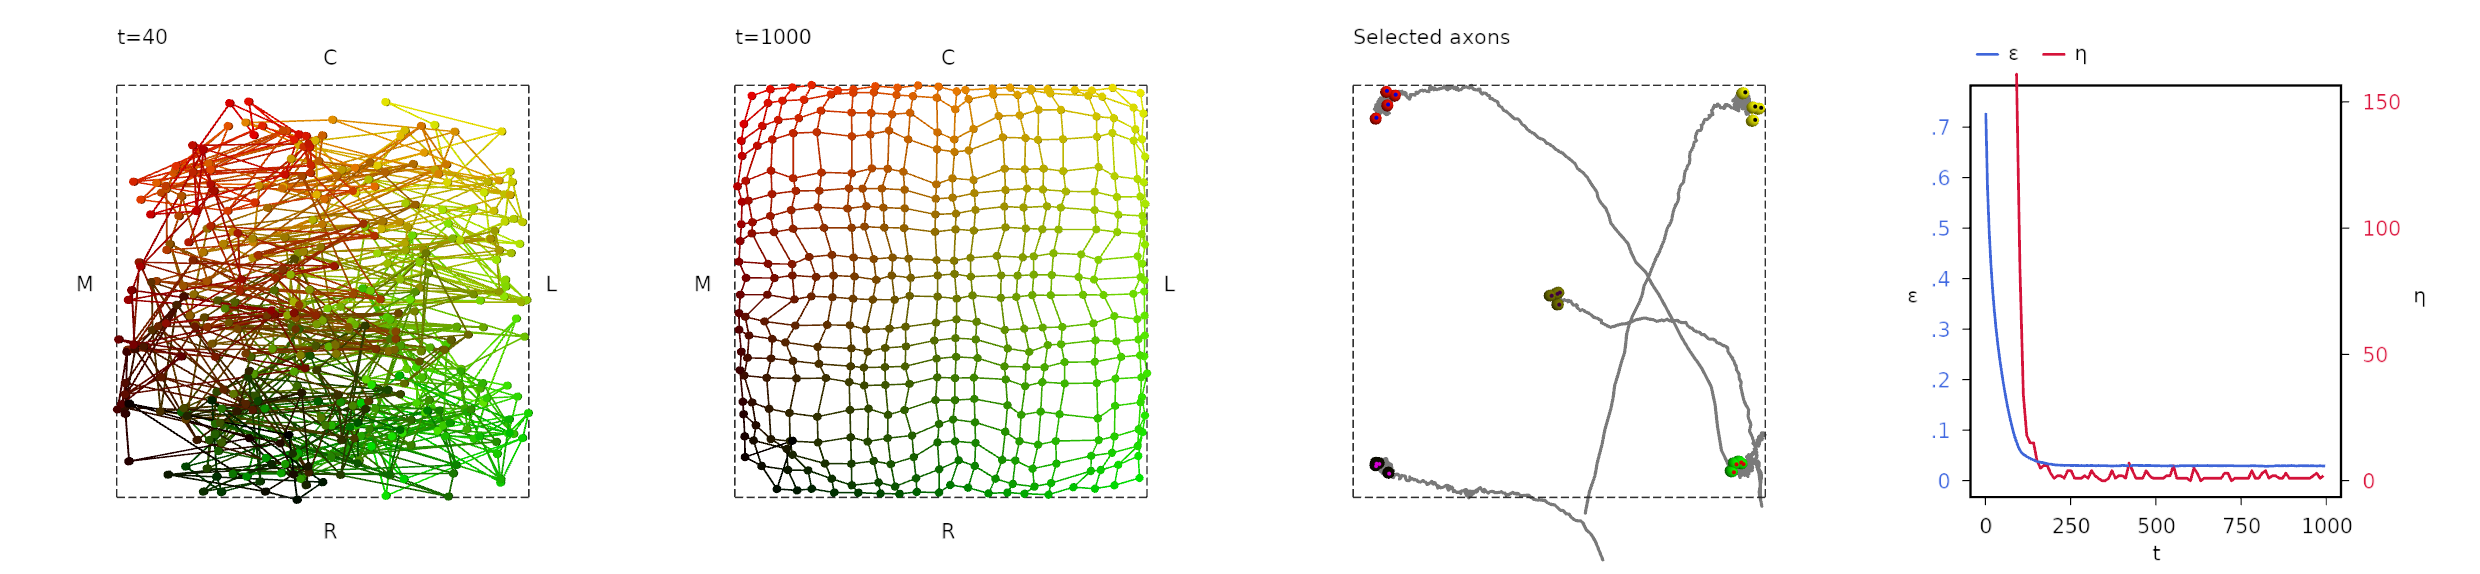 t=40
C
M
L
R
t=1000
C
M
L
R
Selected axons
ε η
.7
.6
.5
.4
.3
.2
.1
0
ε
150
100
50
0
η
0 250 500 750 1000
t